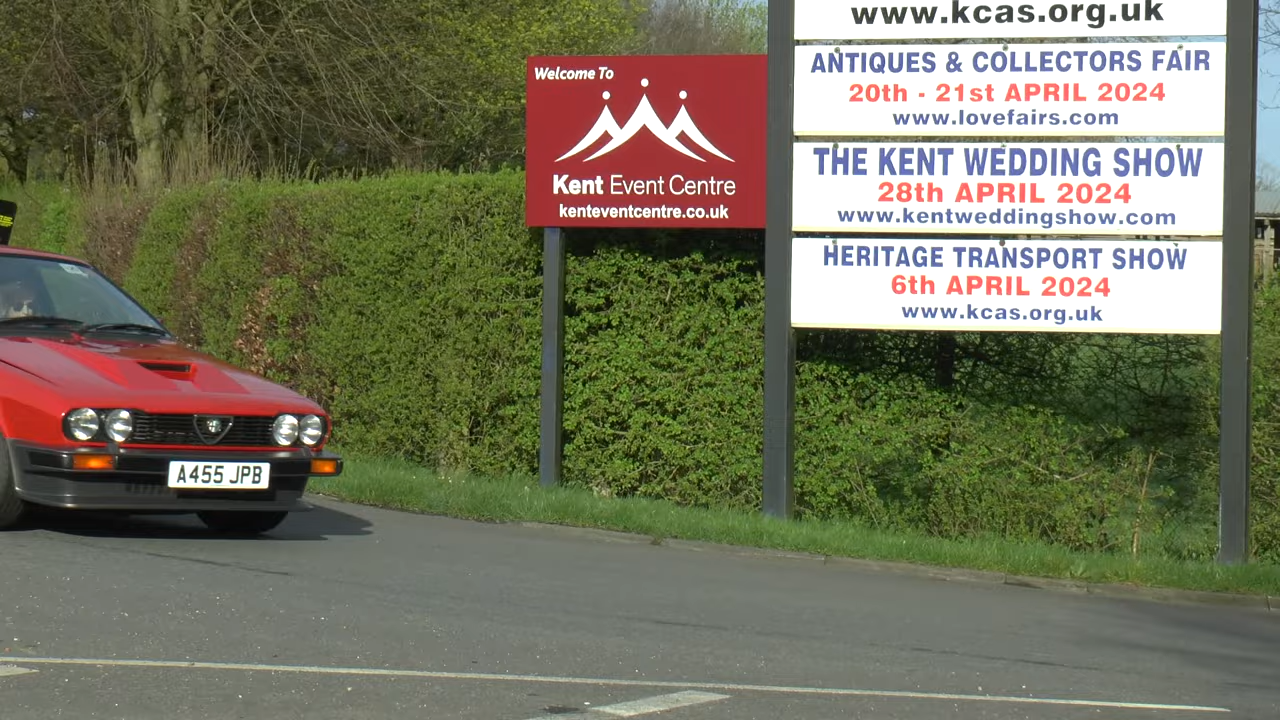 www.kcas.org.uk
ANTIQUES & COLLECTORS FAIR
20th - 21st APRIL 2024
www.lovefairs.com
THE KENT WEDDING SHOW
28th APRIL 2024
www.kentweddingshow.com
HERITAGE TRANSPORT SHOW
6th APRIL 2024
www.kcas.org.uk
Welcome To
Kent Event Centre
kenteventcentre.co.uk
A455 JPB